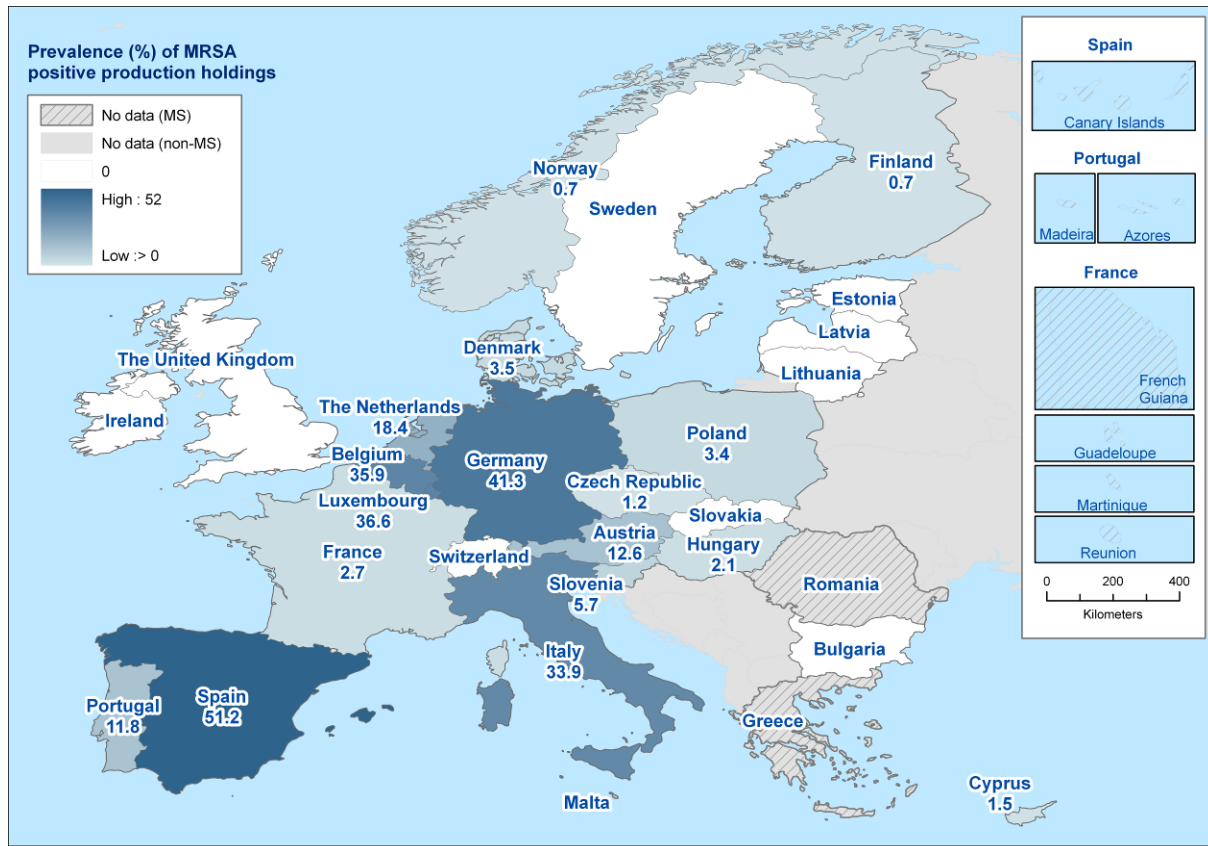 Prevalence (%) of MRSA
positive production holdings
No data (MS)
No data (non-MS)
0
High : 52
Low :> 0
Norway
0.7
Finland
0.7
Sweden
Estonia
Latvia
Lithuania
Denmark
3.5
The United Kingdom
Ireland
The Netherlands
18.4
Belgium
35.9
Luxembourg
36.6
Germany
41.3
Poland
3.4
Czech Republic
1.2
Slovakia
Austria
12.6
Hungary
2.1
France
2.7
Switzerland
Slovenia
5.7
Romania
Bulgaria
Italy
33.9
Portugal
11.8
Spain
51.2
Greece
Malta
Cyprus
1.5
Spain
Canary Islands
Portugal
Madeira
Azores
France
French
Guiana
Guadeloupe
Martinique
Reunion
0 200 400
Kilometers